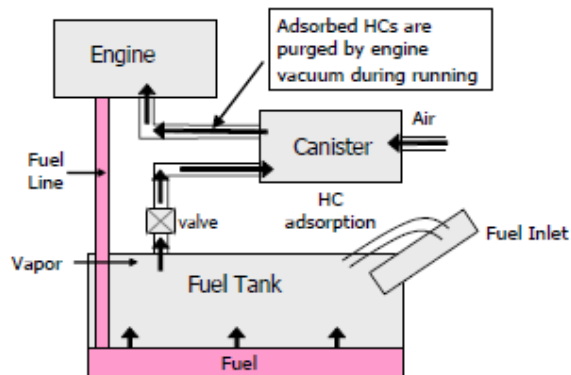 Adsorbed HCs are
purged by engine
vacuum during running
Engine
Air
Canister
Fuel
Line
HC
adsorption
valve
Fuel Inlet
Vapor
Fuel Tank
Fuel